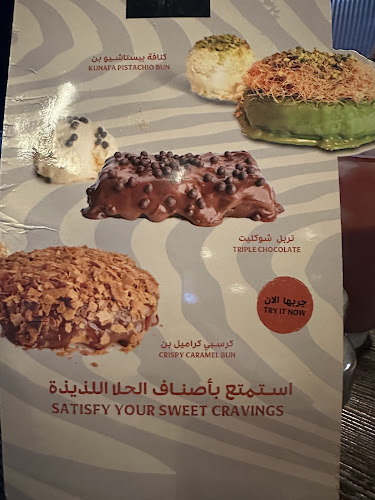 كنافة بيستاشيو بن
KUNAFA PISTACHIO BUN
تربل شوكليت
TRIPLE CHOCOLATE
جربها الان
TRY IT NOW
كرسبي كراميل بن
CRISPY CARAMEL BUN
استمتع بأصناف الحلا اللذيذة
SATISFY YOUR SWEET CRAVINGS